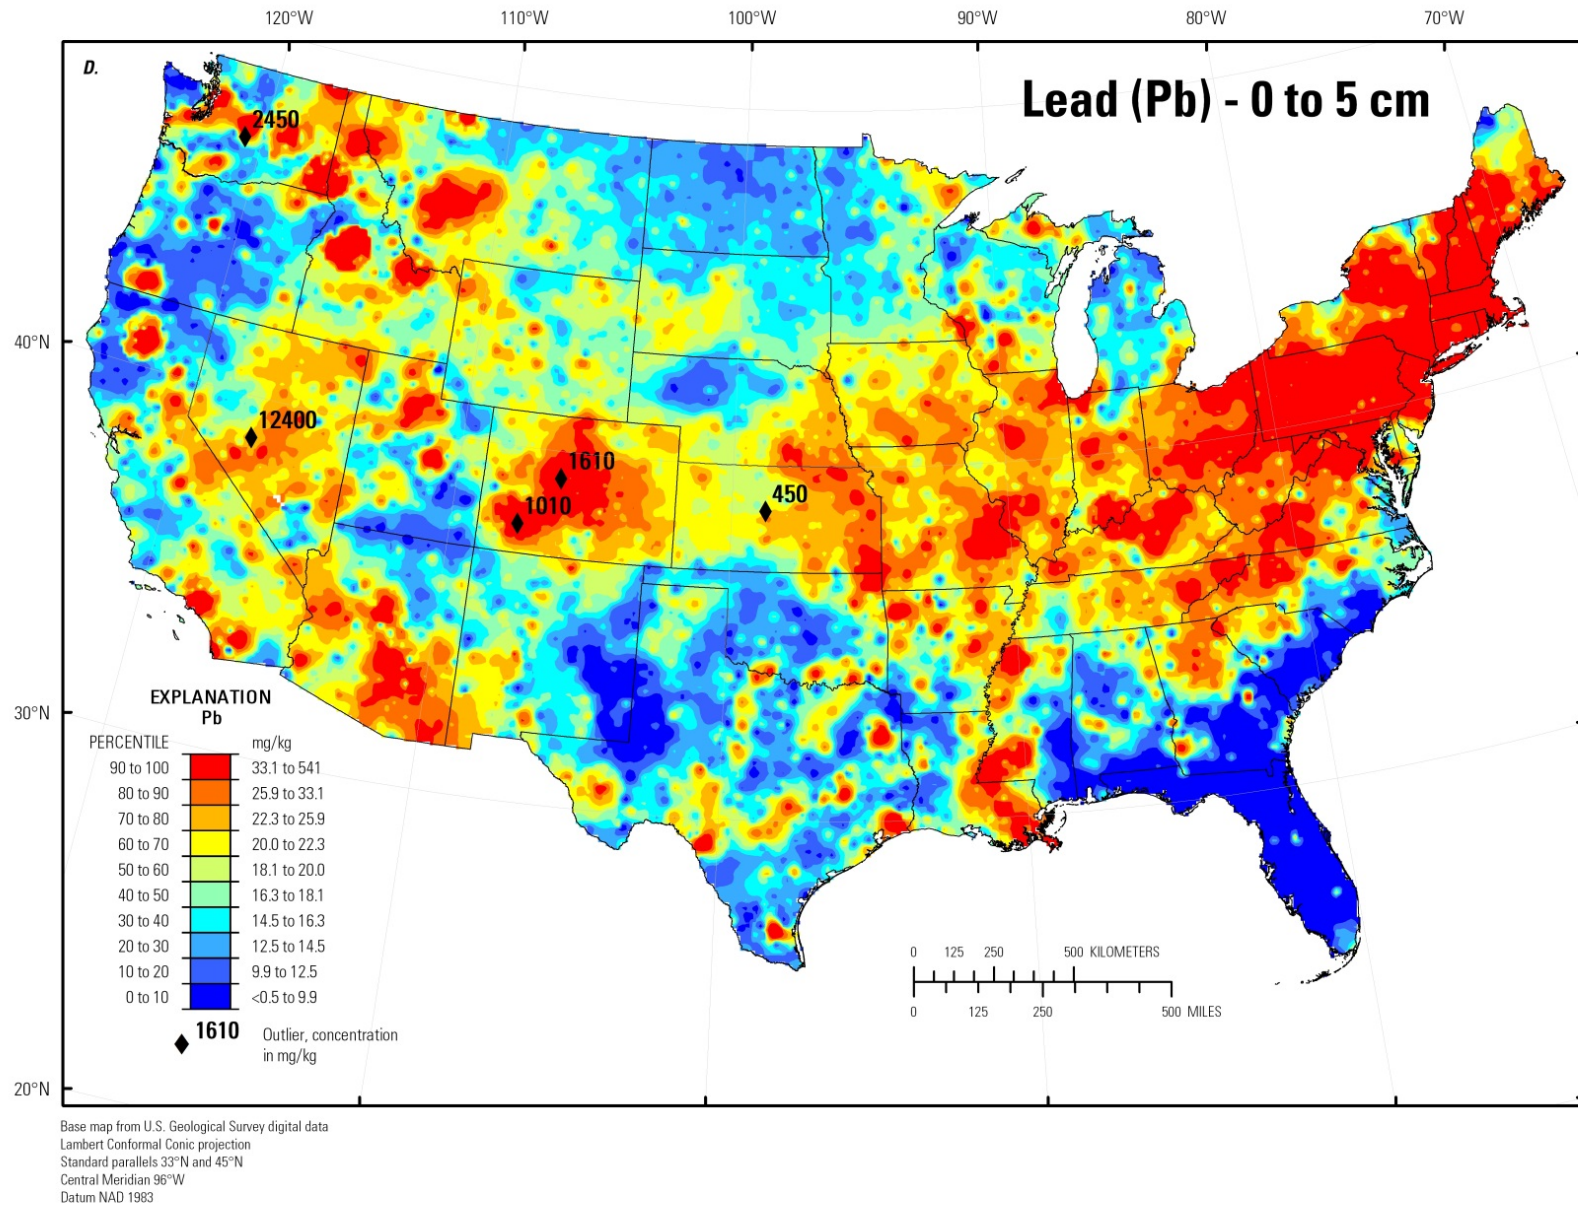 120°W 110°W 100°W 90°W 80°W 70°W
D.
Lead (Pb) - 0 to 5 cm
2450
40°N
12400
1610
450
1010
EXPLANATION
Pb
30°N
PERCENTILE mg/kg
90 to 100 33.1 to 541
80 to 90 25.9 to 33.1
70 to 80 22.3 to 25.9
60 to 70 20.0 to 22.3
50 to 60 18.1 to 20.0
40 to 50 16.3 to 18.1
30 to 40 14.5 to 16.3
20 to 30 12.5 to 14.5
10 to 20 9.9 to 12.5
0 to 10 <0.5 to 9.9
1610 Outlier, concentration
in mg/kg
0 125 250 500 KILOMETERS
0 125 250 500 MILES
20°N
Base map from U.S. Geological Survey digital data
Lambert Conformal Conic projection
Standard parallels 33°N and 45°N
Central Meridian 96°W
Datum NAD 1983